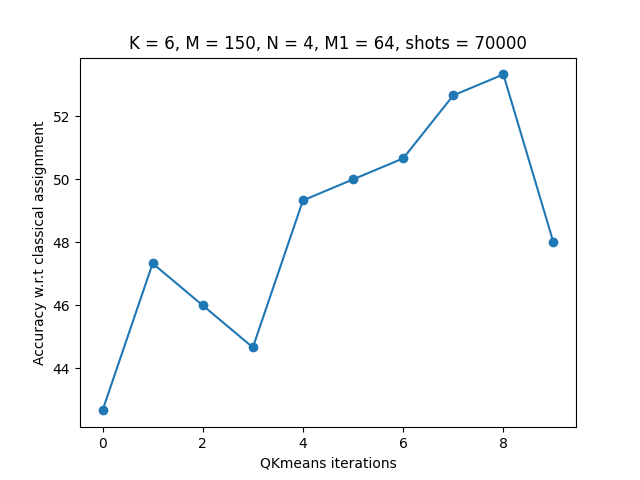 K = 6, M = 150, N = 4, M1 = 64, shots = 70000
52
50
48
46
44
Accuracy w.r.t classical assignment
0 2 4 6 8
QKmeans iterations